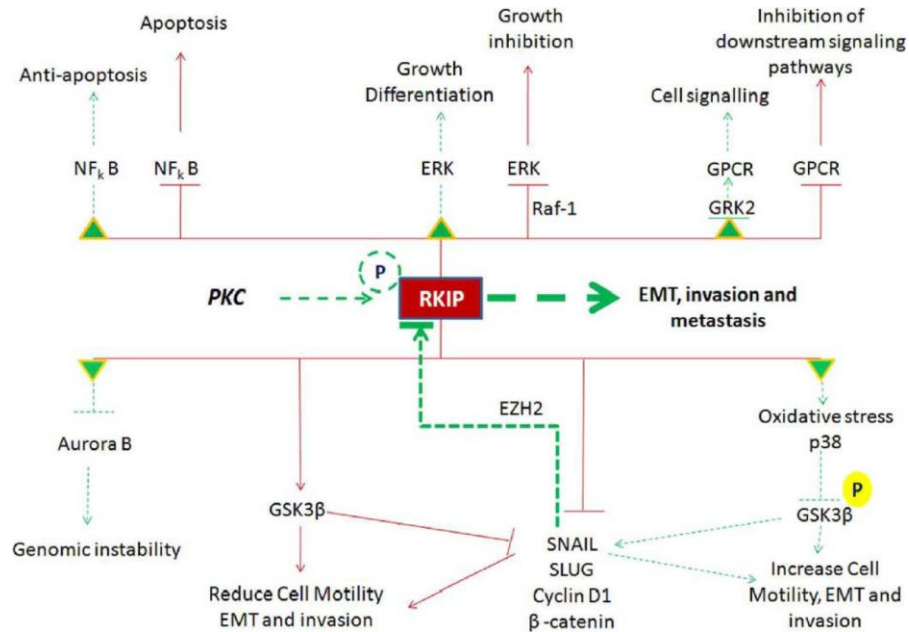 Apoptosis
Growth
inhibition
Inhibition of
downstream signaling
pathways
Anti-apoptosis
Growth
Differentiation
Cell signalling
NFk B
NFk B
ERK
ERK
GPCR
GPCR
Raf-1
GRK2
P
PKC
RKIP
EMT, invasion and
metastasis
EZH2
Aurora B
Oxidative stress
p38
P
GSK3β
GSK3β
Genomic instability
SNAIL
SLUG
Cyclin D1
β -catenin
Reduce Cell Motility
EMT and invasion
Increase Cell
Motility, EMT and
invasion